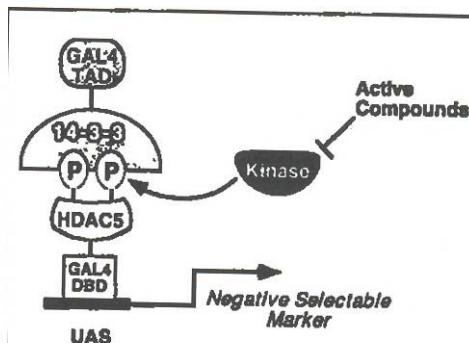 GAL4
TAD
14-3-3
P P
HDAC5
GAL4
DBD
UAS
Kinase
Active
Compounds
Negative Selectable
Marker